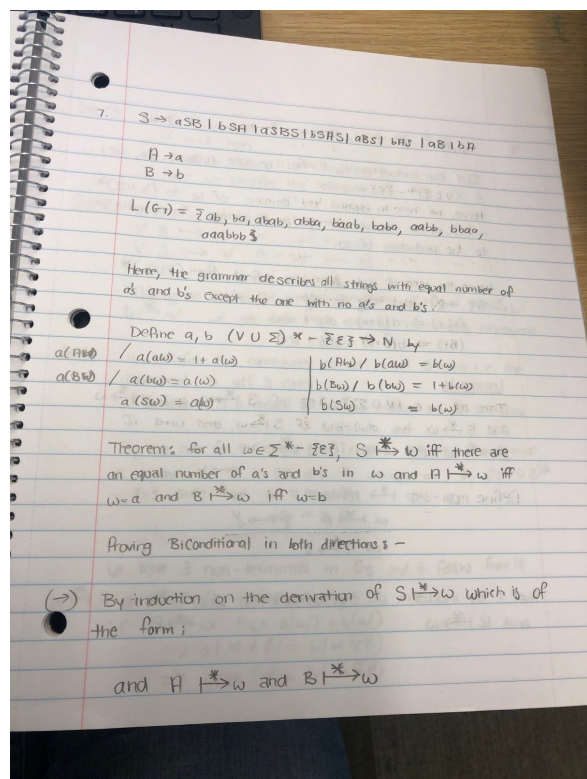 7. S → aSB | bSA | aSBS | bSAS | aBS | bAS | aB | bA
A → a
B → b
L(G7) = {ab, ba, abab, abba, baab, baba, aabb, bbaa,
aaabbb}
Hence, the grammar describes all strings with equal number of
a's and b's except the one with no a's and b's.
Define a, b (V ∪ Σ)* - {ε} → N by
a(Aw) / a(aw) = 1 + a(w) | b(Aw) / b(aw) = b(w)
a(Bw) / a(bw) = a(w) | b(Bw) / b(bw) = 1+b(w)
a(Sw) = a(w) | b(Sw) = b(w)
Theorem: for all w ∈ Σ* - {ε}, S |*→ w iff there are
an equal number of a's and b's in w and A |*→ w iff
w=a and B |*→ w iff w=b
Proving BiConditional in both directions: -
(→) By induction on the derivation of S |*→ w which is of
the form;
and A |*→ w and B |*→ w